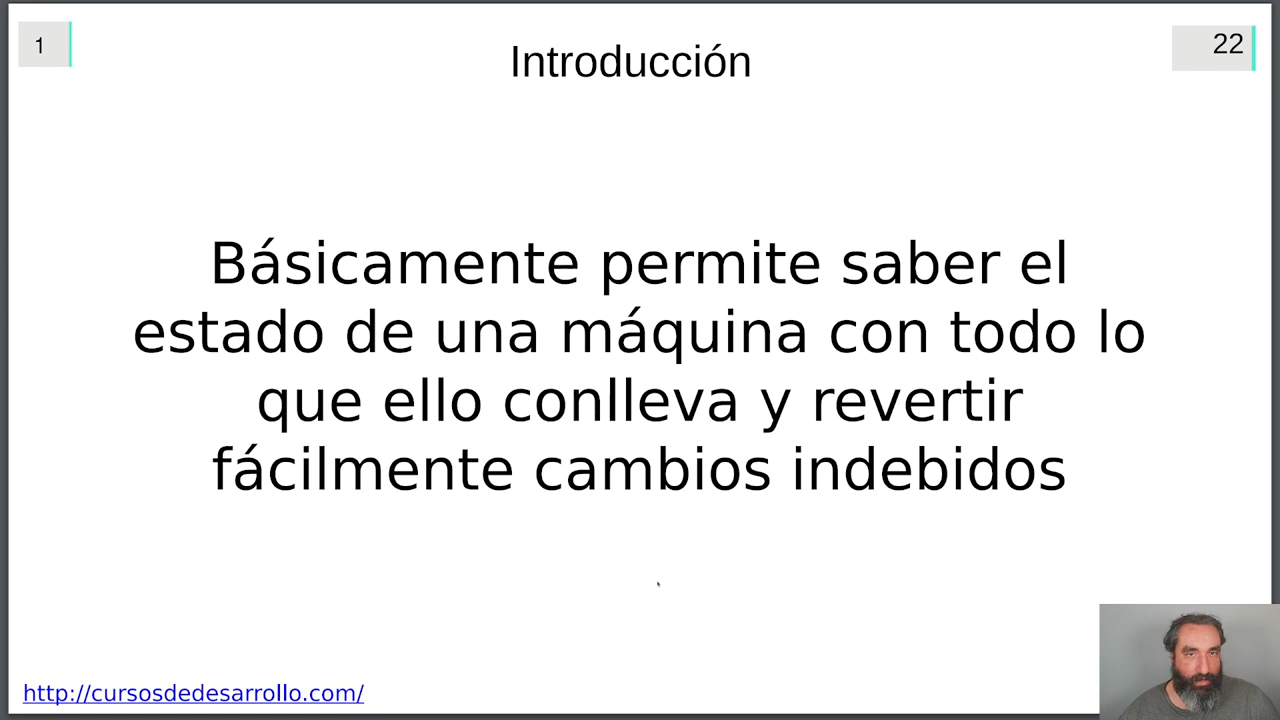 1
Introducción
22
Básicamente permite saber el
estado de una máquina con todo lo
que ello conlleva y revertir
fácilmente cambios indebidos
http://cursosdedesarrollo.com/